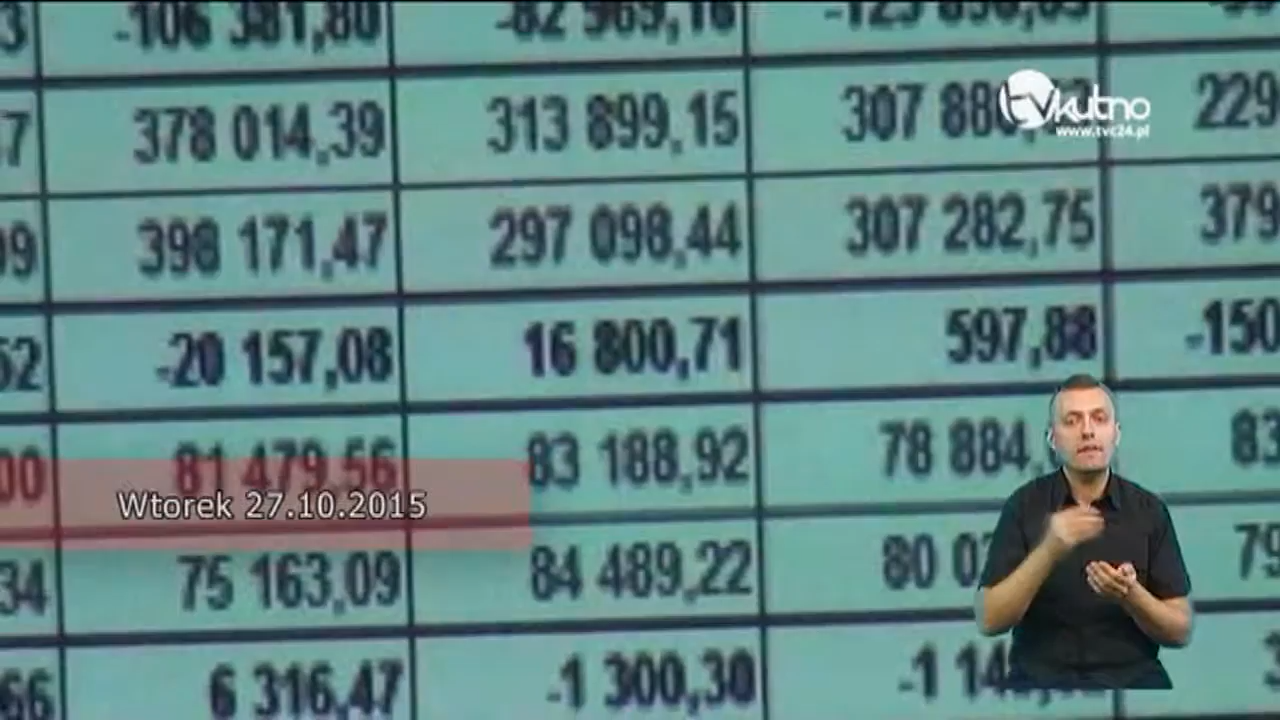 -106 381,80 -82 569,16
378 014,39 313 899,15 307 88 229
tvkutno
www.tvc24.pl
398 171,47 297 098,44 307 282,75 379
-20 157,08 16 800,71 597,88 -150
81 479,56 83 188,92 78 884, 83
Wtorek 27.10.2015
75 163,09 84 489,22 80 0 79
6 316,47 -1 300,30 -1 14